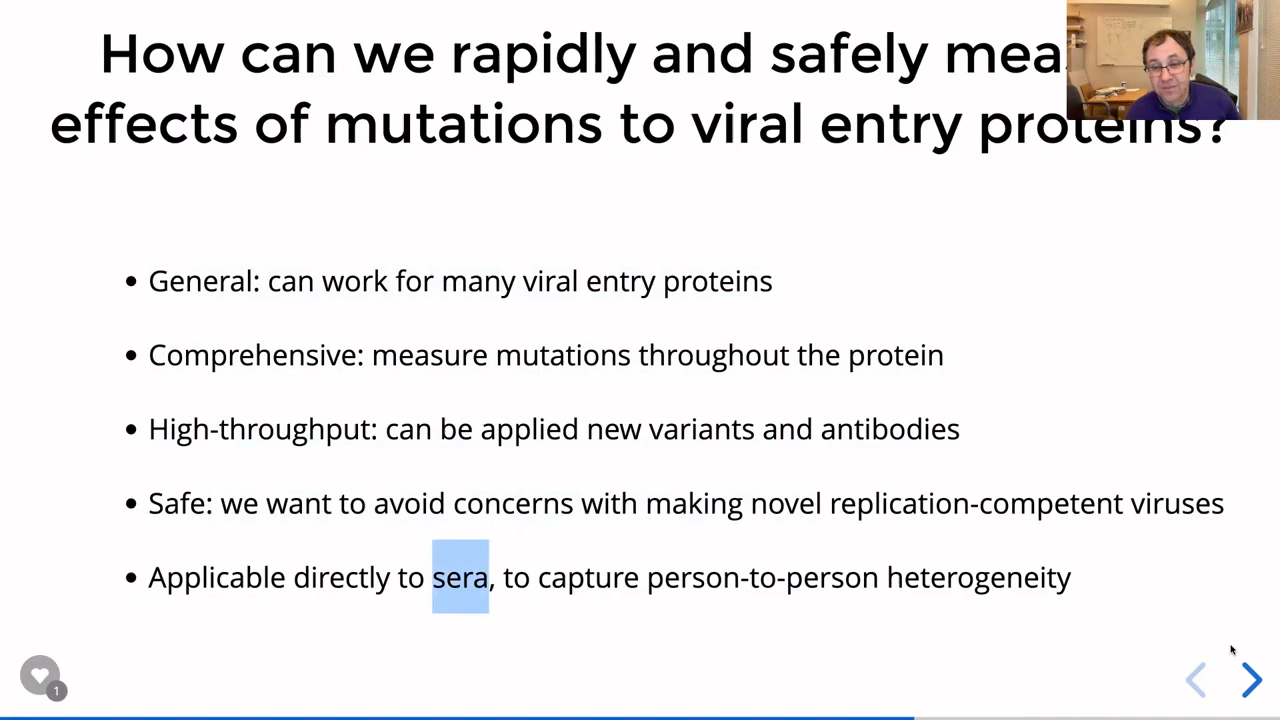 How can we rapidly and safely mea
effects of mutations to viral entry proteins?
• General: can work for many viral entry proteins
• Comprehensive: measure mutations throughout the protein
• High-throughput: can be applied new variants and antibodies
• Safe: we want to avoid concerns with making novel replication-competent viruses
• Applicable directly to sera, to capture person-to-person heterogeneity
1